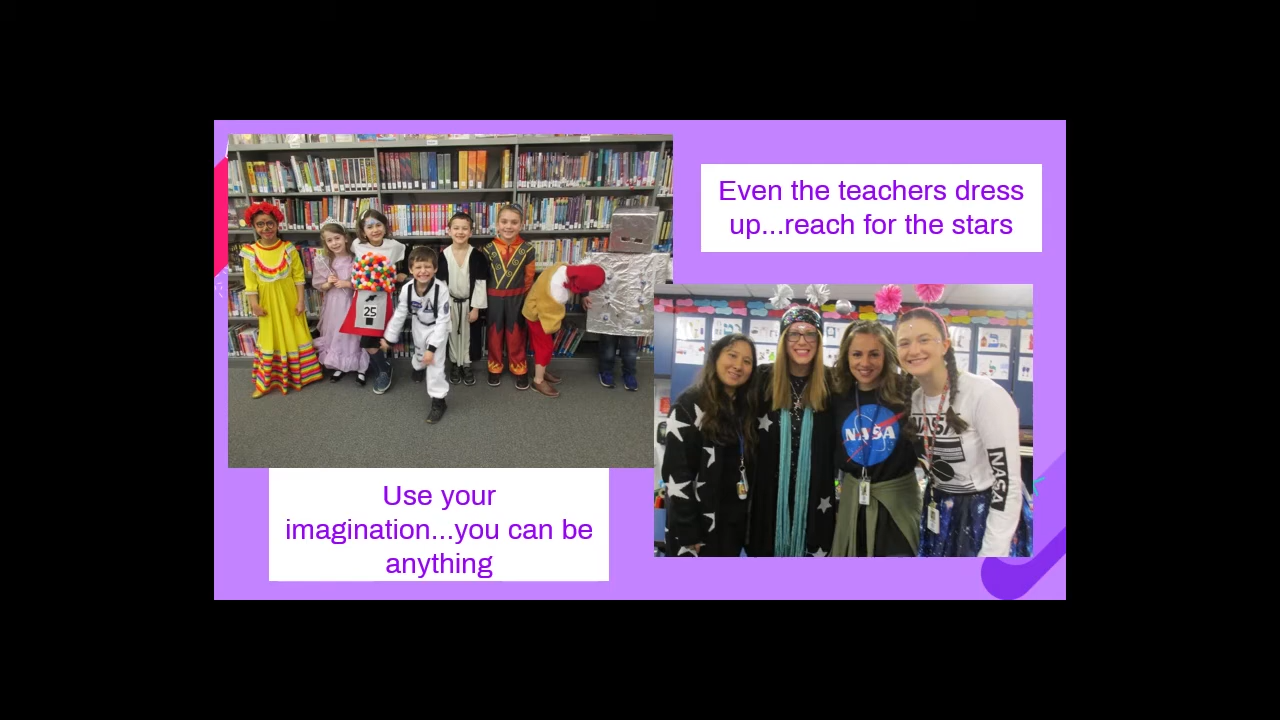 Even the teachers dress
up...reach for the stars
25
NASA
NASA
NASA
Use your
imagination...you can be
anything